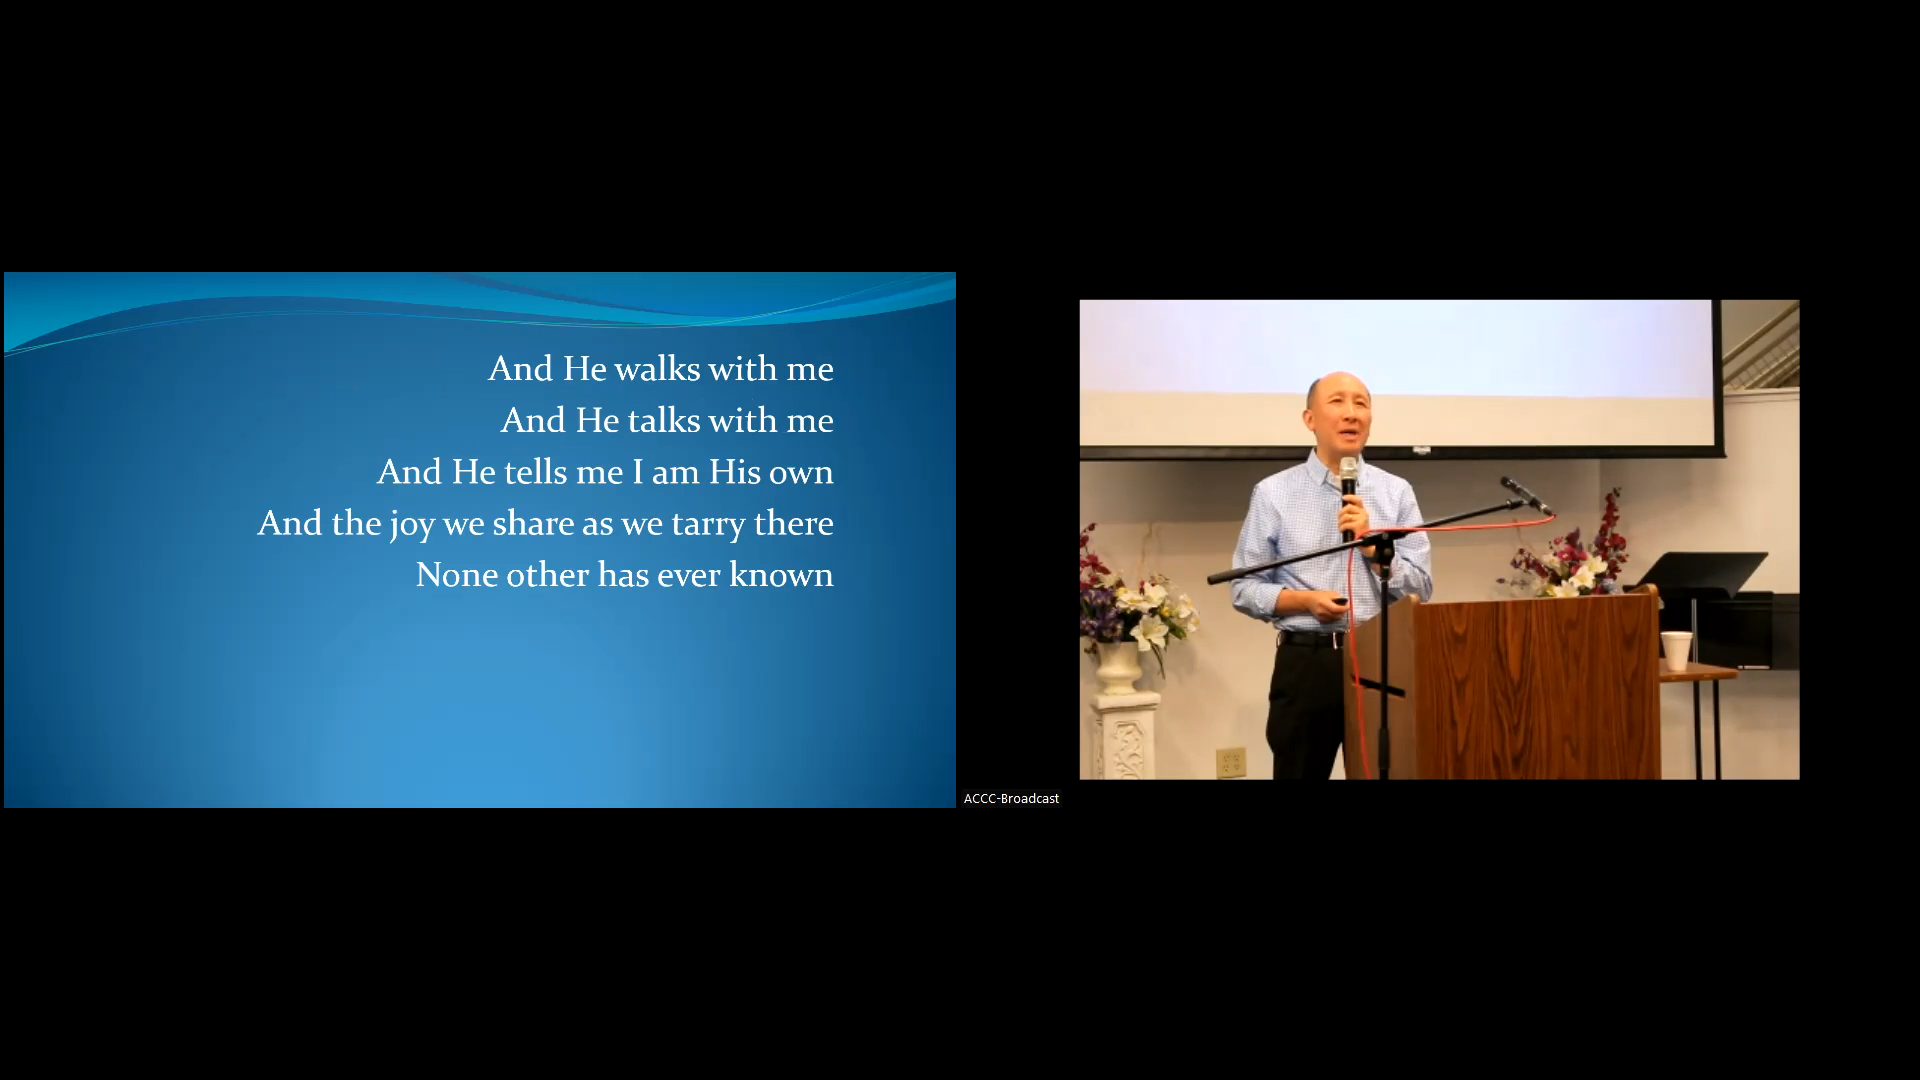 And He walks with me
And He talks with me
And He tells me I am His own
And the joy we share as we tarry there
None other has ever known
ACCC-Broadcast